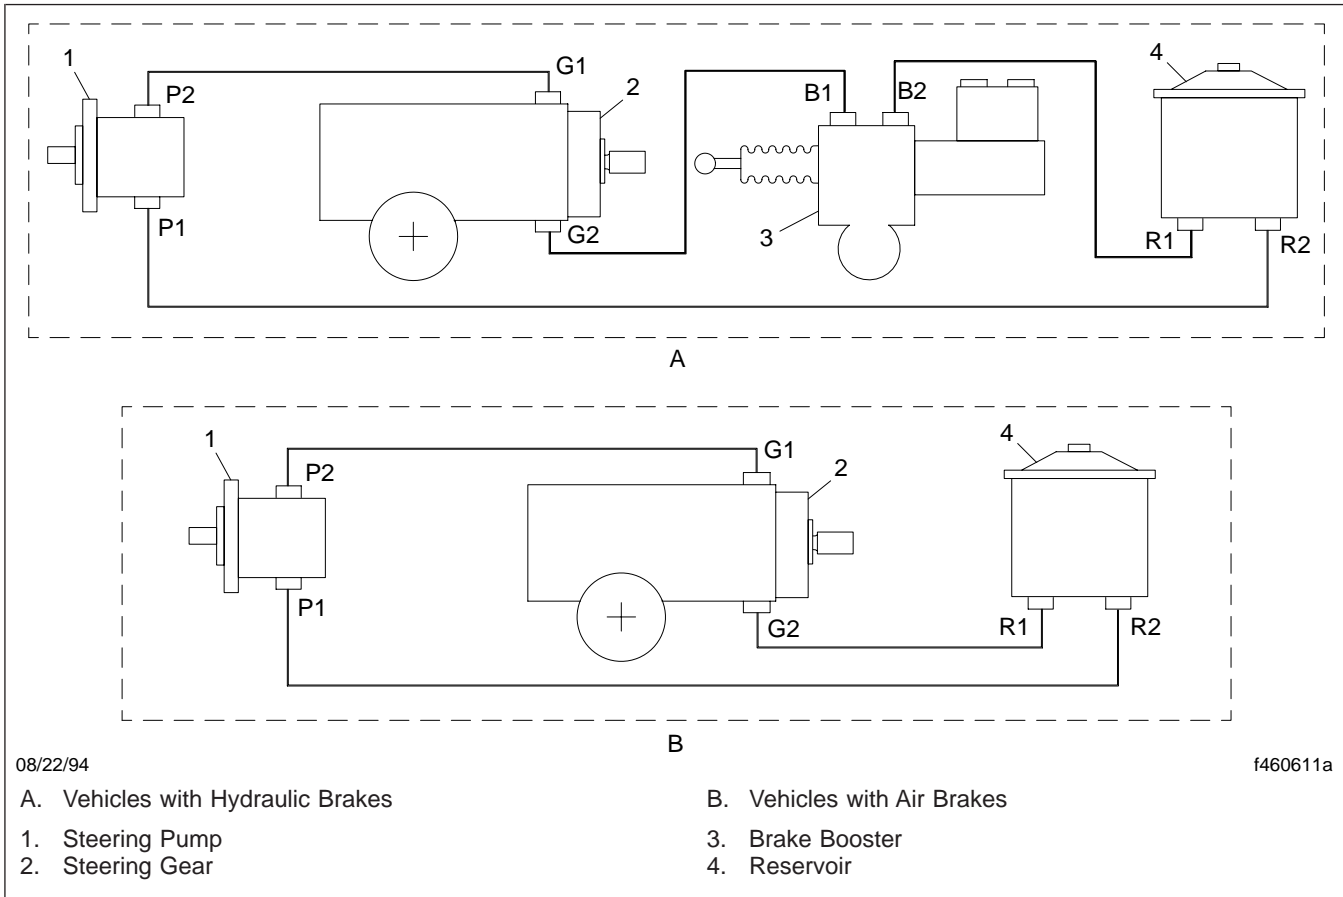 1
P2
G1
2
B1
B2
4
P1
G2
3
R1
R2
A
1
P2
G1
2
4
P1
G2
R1
R2
B
08/22/94
f460611a
A. Vehicles with Hydraulic Brakes
B. Vehicles with Air Brakes
1. Steering Pump
2. Steering Gear
3. Brake Booster
4. Reservoir